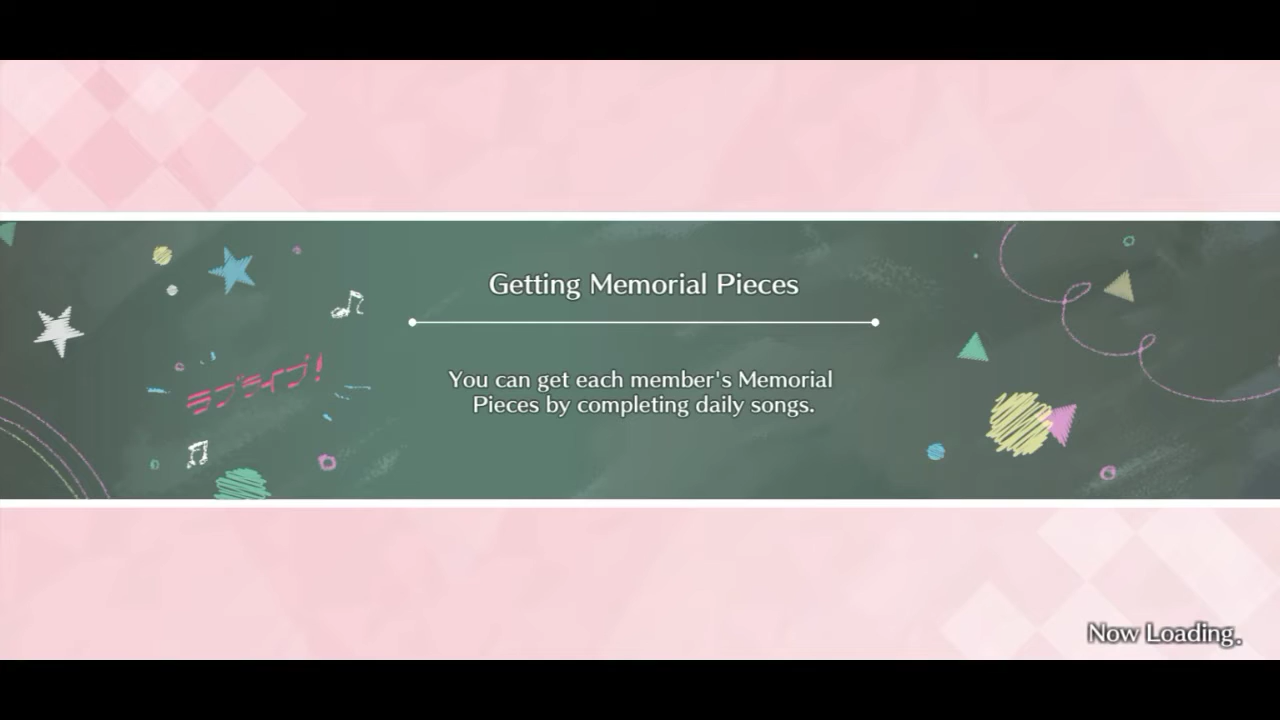 Getting Memorial Pieces
ラブライブ!
You can get each member's Memorial
Pieces by completing daily songs.
Now Loading.